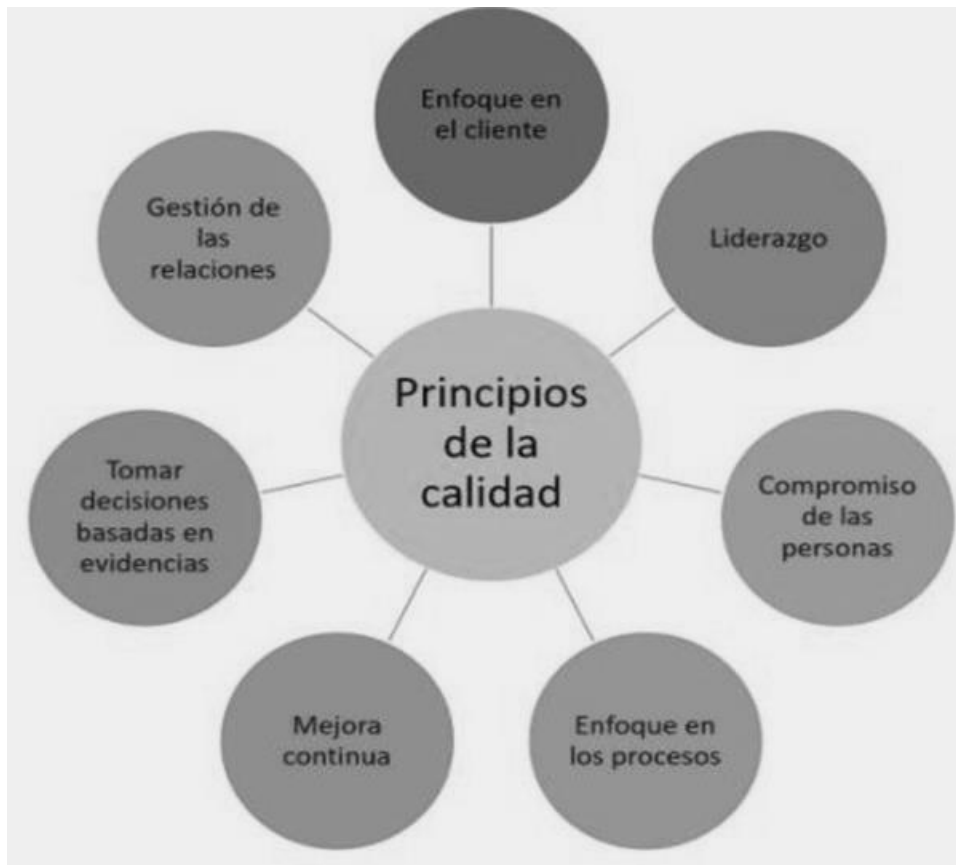 Enfoque en
el cliente
Liderazgo
Compromiso
de las
personas
Enfoque en
los procesos
Mejora
continua
Tomar
decisiones
basadas en
evidencias
Gestión de
las
relaciones
Principios
de la
calidad